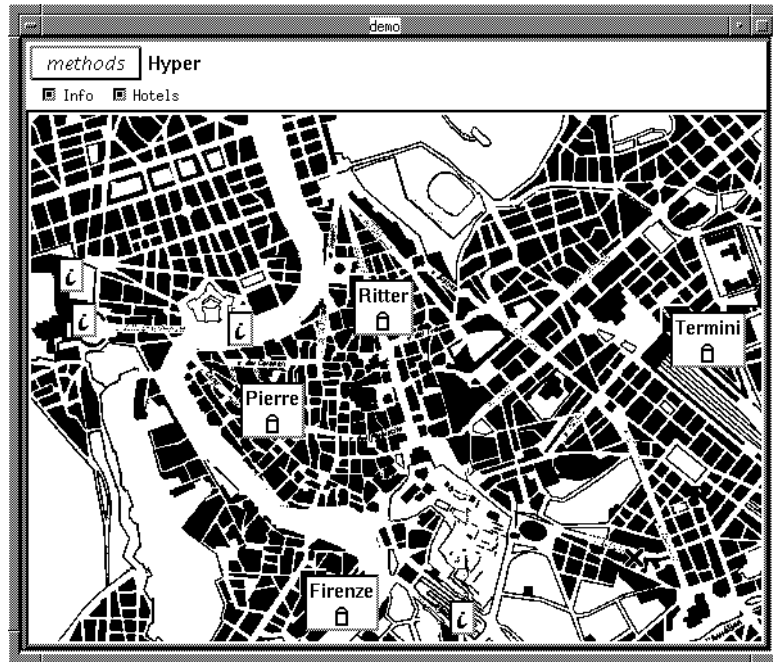 demo
methods Hyper
Info Hotels
i
i
i
Ritter
Termini
Pierre
Firenze
i